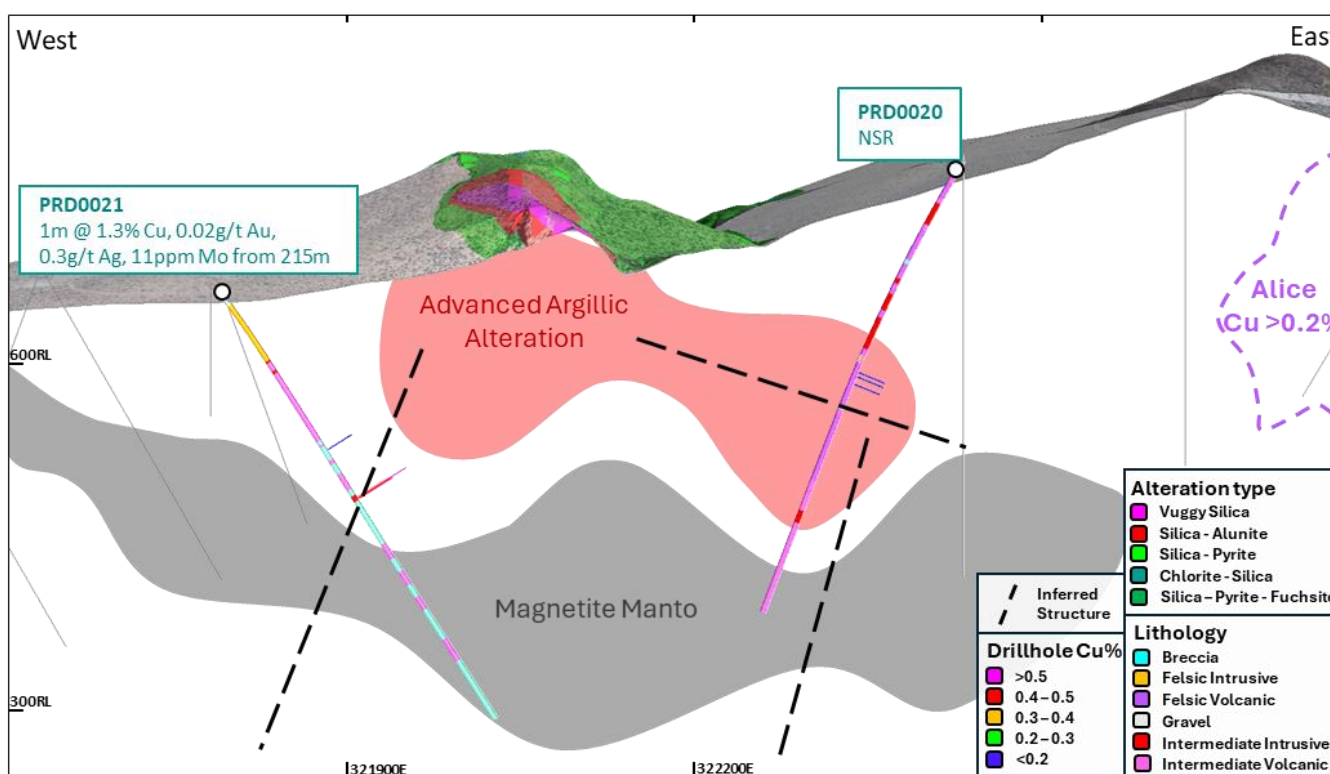 West
East
PRD0020
NSR
PRD0021
1m @ 1.3% Cu, 0.02g/t Au,
0.3g/t Ag, 11ppm Mo from 215m
Advanced Argillic
Alteration
Alice
Cu >0.2%
600RL
Magnetite Manto
300RL
321900E
322200E
Inferred
Structure
Drillhole Cu%
>0.5
0.4 – 0.5
0.3 – 0.4
0.2 – 0.3
<0.2
Alteration type
Vuggy Silica
Silica - Alunite
Silica - Pyrite
Chlorite - Silica
Silica – Pyrite - Fuchsite
Lithology
Breccia
Felsic Intrusive
Felsic Volcanic
Gravel
Intermediate Intrusive
Intermediate Volcanic